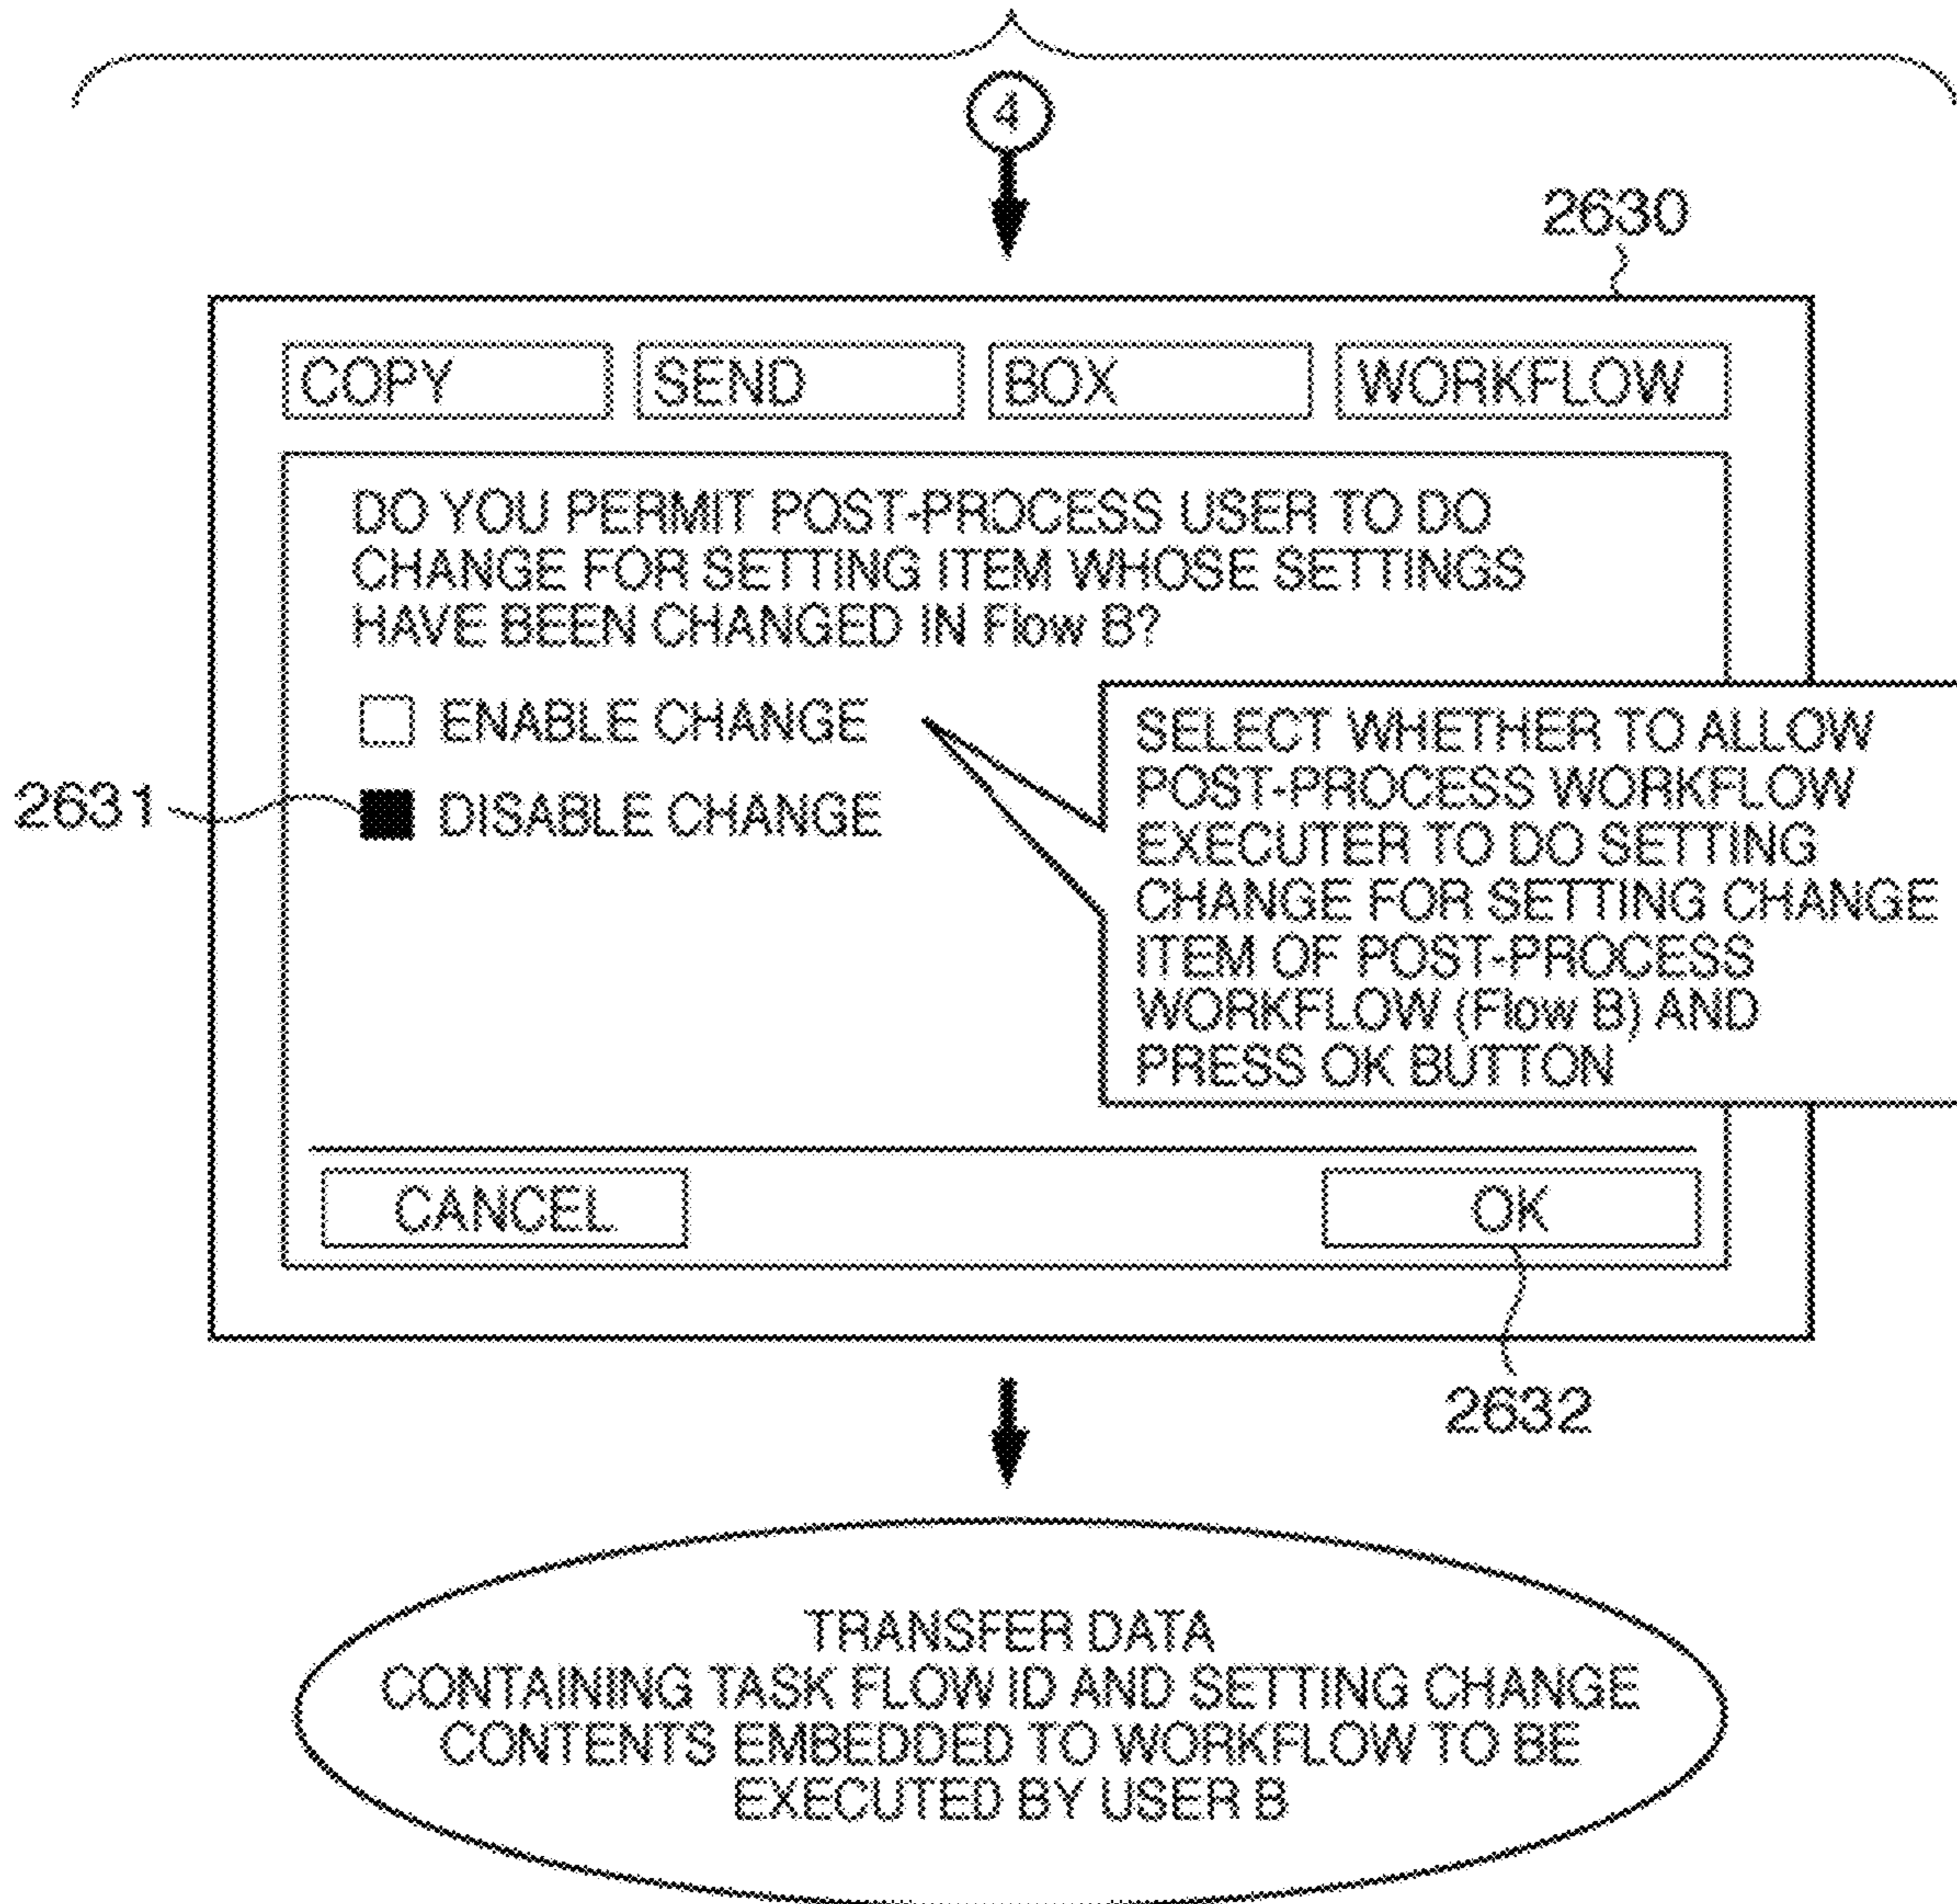 4
2630
COPY
SEND
BOX
WORKFLOW
DO YOU PERMIT POST-PROCESS USER TO DO
CHANGE FOR SETTING ITEM WHOSE SETTINGS
HAVE BEEN CHANGED IN Flow B?
ENABLE CHANGE
2631
DISABLE CHANGE
SELECT WHETHER TO ALLOW
POST-PROCESS WORKFLOW
EXECUTER TO DO SETTING
CHANGE FOR SETTING CHANGE
ITEM OF POST-PROCESS
WORKFLOW (Flow B) AND
PRESS OK BUTTON
CANCEL
OK
2632
TRANSFER DATA
CONTAINING TASK FLOW ID AND SETTING CHANGE
CONTENTS EMBEDDED TO WORKFLOW TO BE
EXECUTED BY USER B